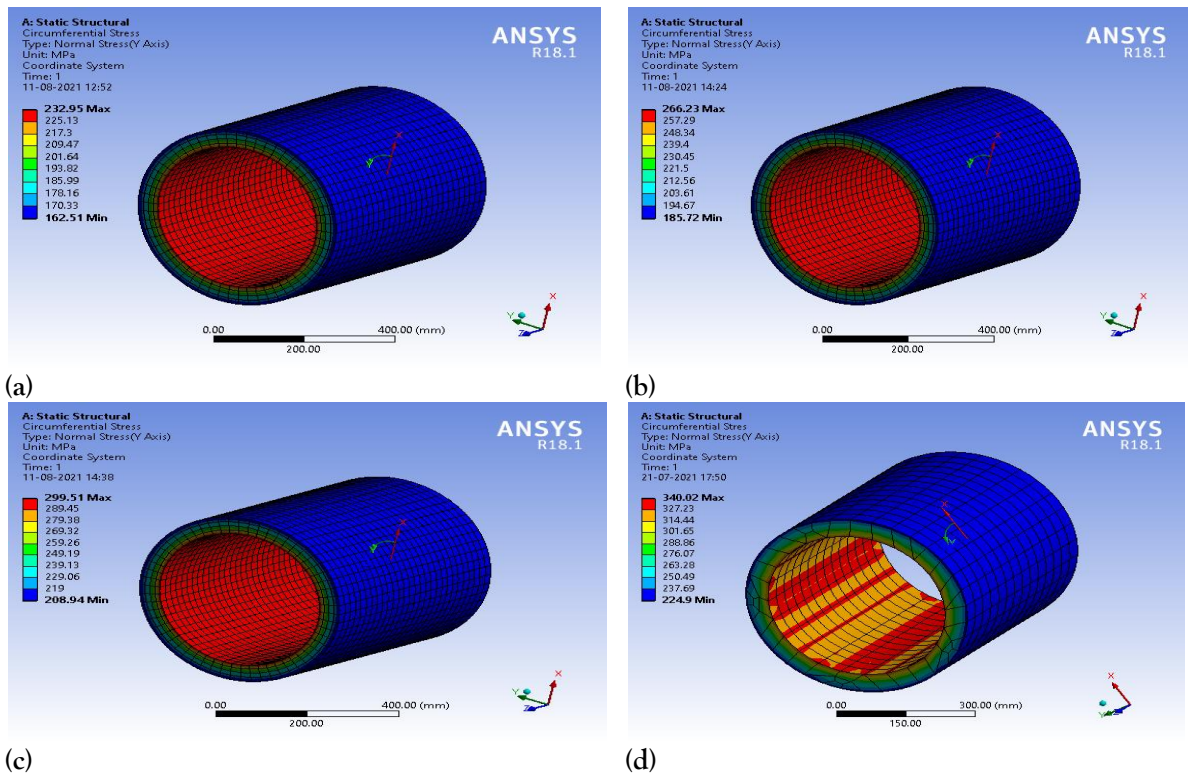 A: Static Structural
Circumferential Stress
Type: Normal Stress(Y Axis)
Unit: MPa
Coordinate System
Time: 1
11-08-2021 12:52
ANSYS
R18.1
232.95 Max
225.13
217.3
209.47
201.64
193.82
185.99
178.16
170.33
162.51 Min
X
Y
0.00
400.00 (mm)
200.00
X
Y
Z
(a)
A: Static Structural
Circumferential Stress
Type: Normal Stress(Y Axis)
Unit: MPa
Coordinate System
Time: 1
11-08-2021 14:24
ANSYS
R18.1
266.23 Max
257.29
248.34
239.4
230.45
221.5
212.56
203.61
194.67
185.72 Min
X
Y
0.00
400.00 (mm)
200.00
X
Y
Z
(b)
A: Static Structural
Circumferential Stress
Type: Normal Stress(Y Axis)
Unit: MPa
Coordinate System
Time: 1
11-08-2021 14:38
ANSYS
R18.1
299.51 Max
289.45
279.38
269.32
259.26
249.19
239.13
229.06
219
208.94 Min
X
Y
0.00
400.00 (mm)
200.00
X
Y
Z
(c)
A: Static Structural
Circumferential Stres
Type: Normal Stress(Y Axis)
Unit: MPa
Coordinate System
Time: 1
21-07-2021 17:50
ANSYS
R18.1
340.02 Max
327.23
314.44
301.65
288.86
276.07
263.28
250.49
237.69
224.9 Min
0.00
300.00 (mm)
150.00
X
Y
Z
(d)